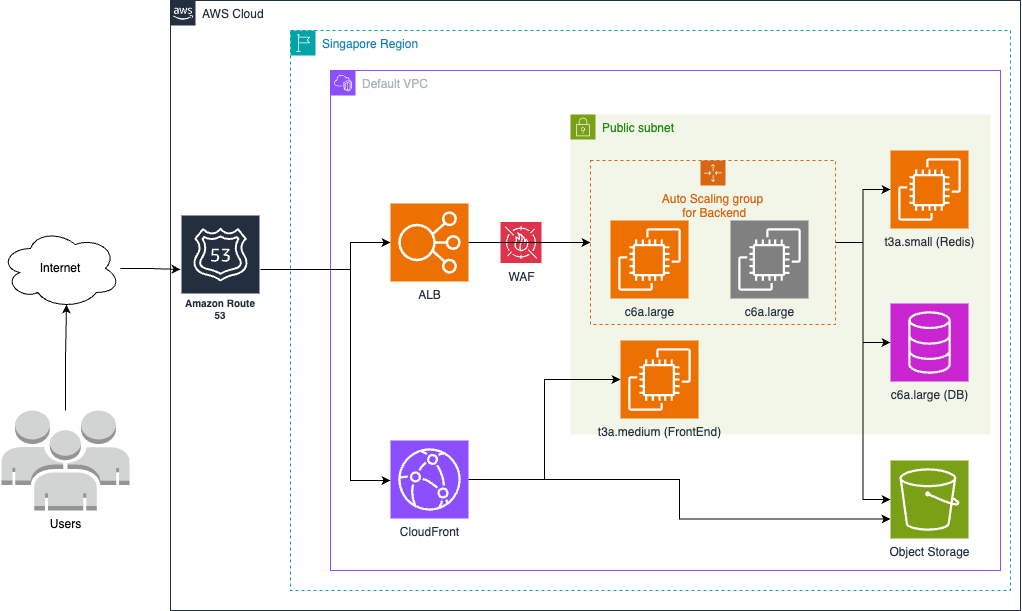 aws
AWS Cloud
Singapore Region
Default VPC
Public subnet
Auto Scaling group
for Backend
t3a.small (Redis)
Internet
53
Amazon Route
53
ALB
WAF
c6a.large
c6a.large
c6a.large (DB)
t3a.medium (FrontEnd)
Users
CloudFront
Object Storage